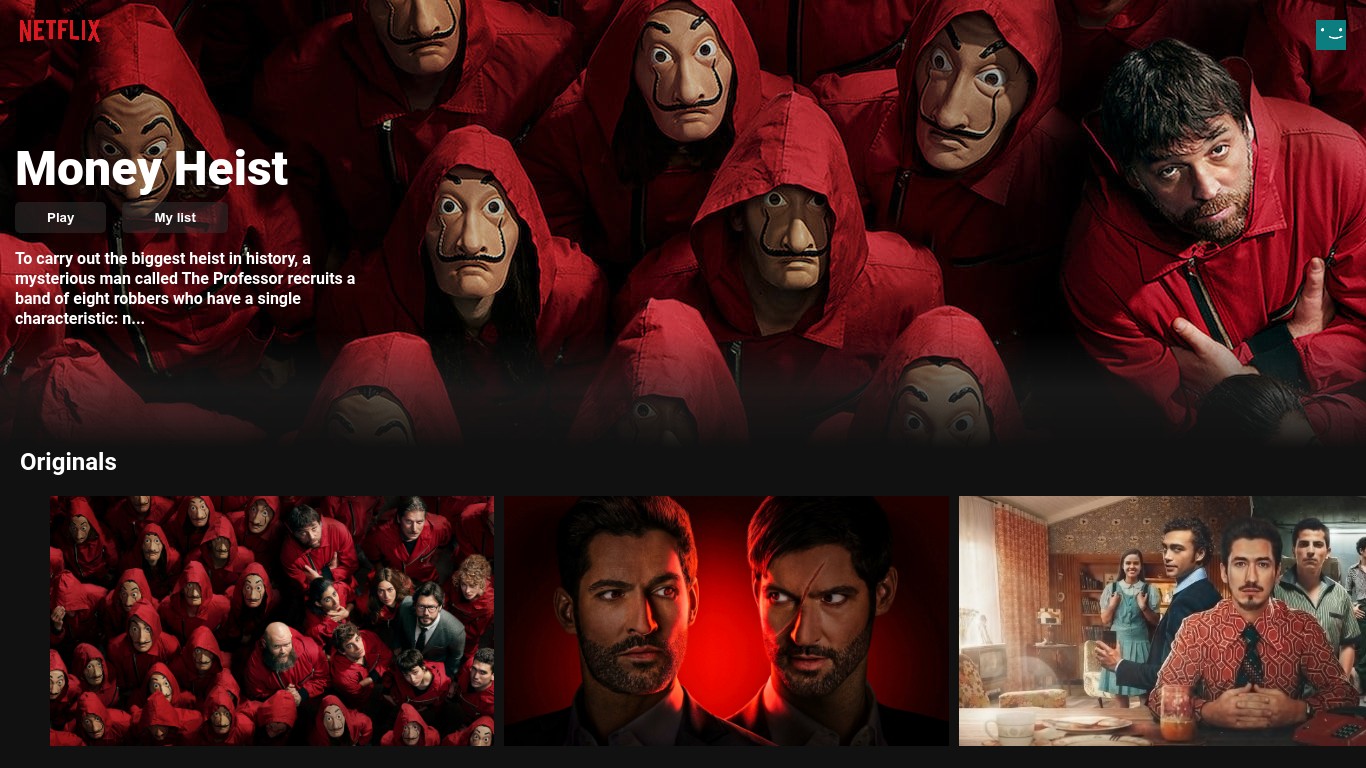 NETFLIX
Money Heist
Play
My list
To carry out the biggest heist in history, a
mysterious man called The Professor recruits a
band of eight robbers who have a single
characteristic: n...
Originals